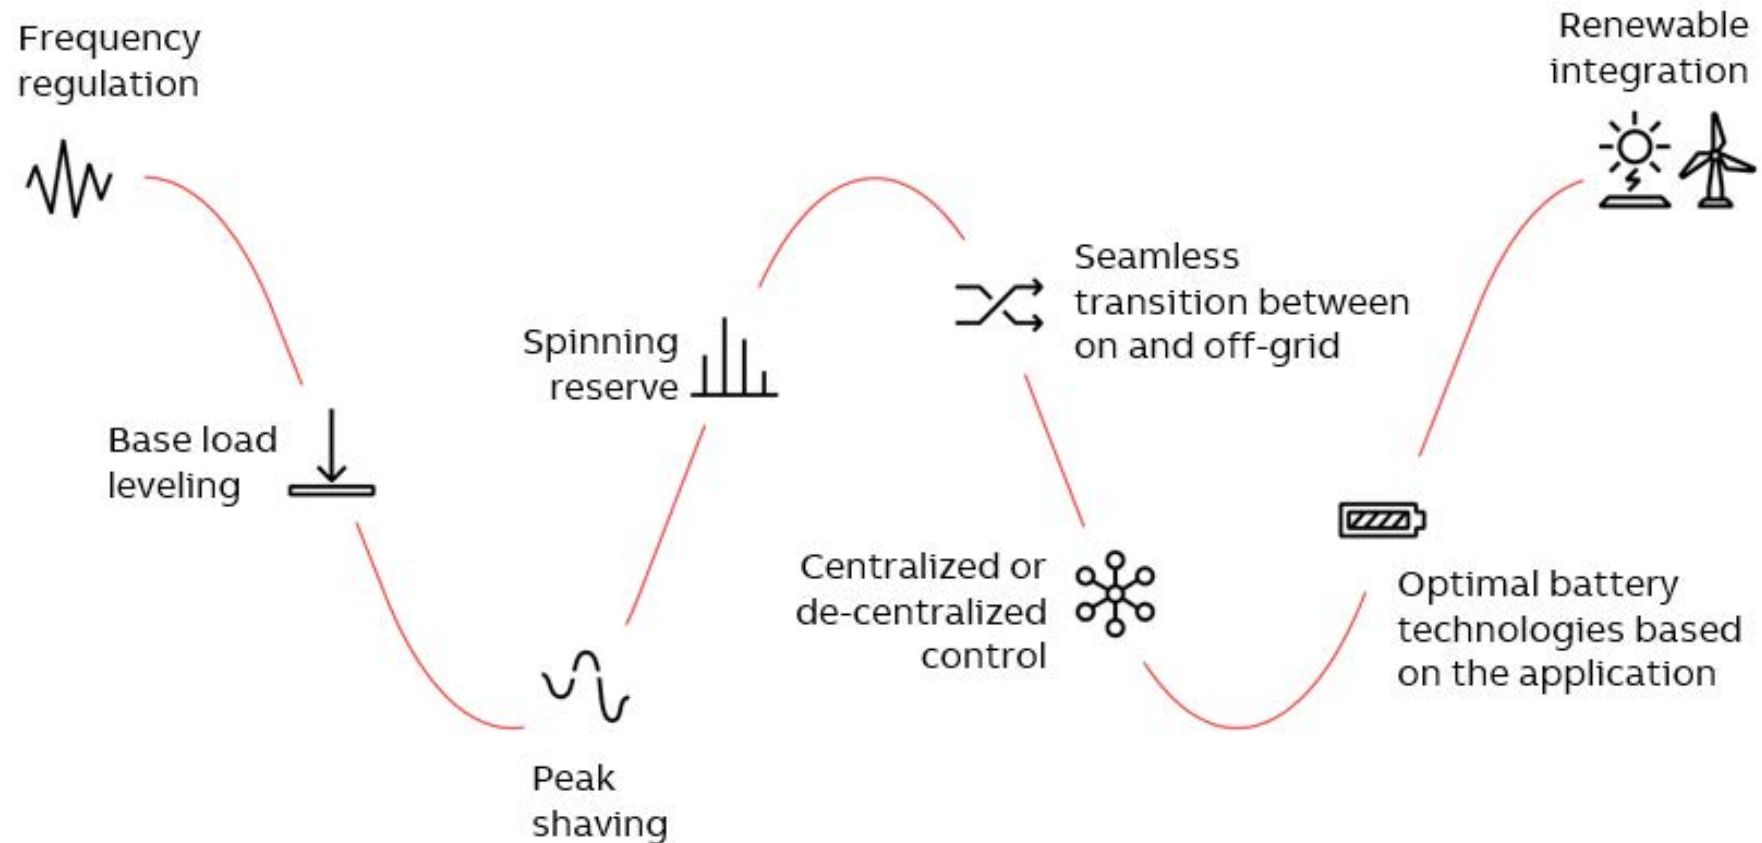 Frequency
regulation
Base load
leveling
Peak
shaving
Spinning
reserve
Seamless
transition between
on and off-grid
Centralized or
de-centralized
control
Optimal battery
technologies based
on the application
Renewable
integration